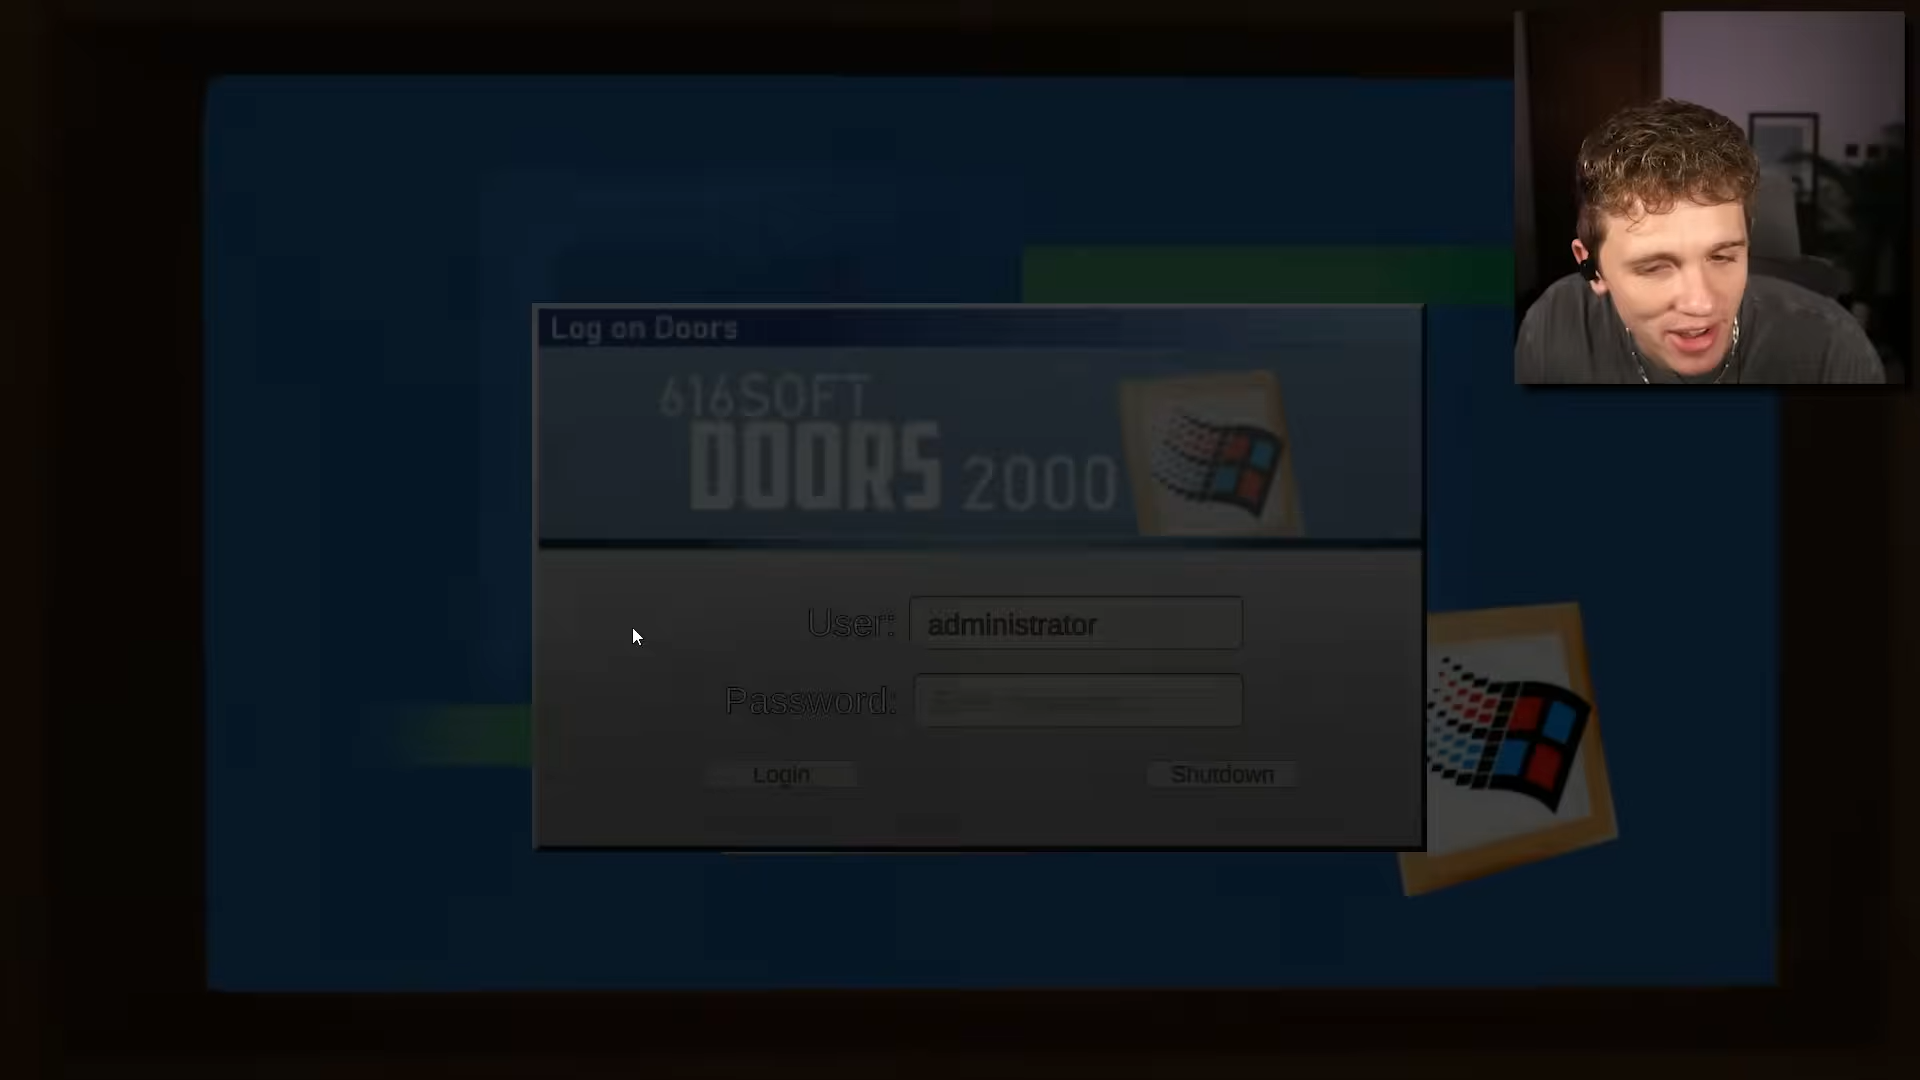 Log on Doors
616SOFT
DOORS 2000
User: administrator
Password:
Login
Shutdown